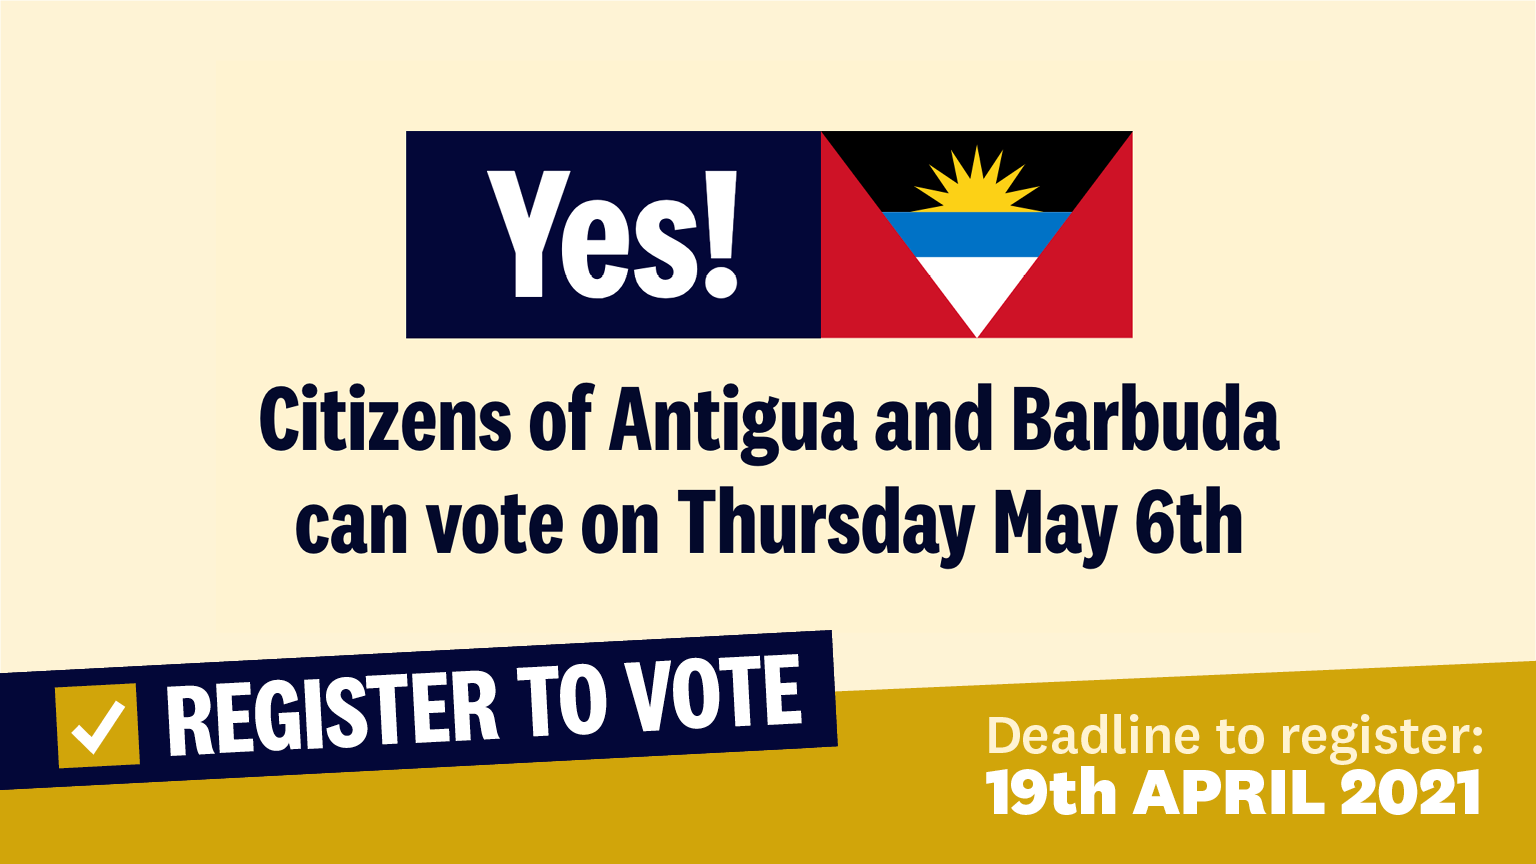 Yes!
Citizens of Antigua and Barbuda
can vote on Thursday May 6th
REGISTER TO VOTE
Deadline to register:
19th APRIL 2021